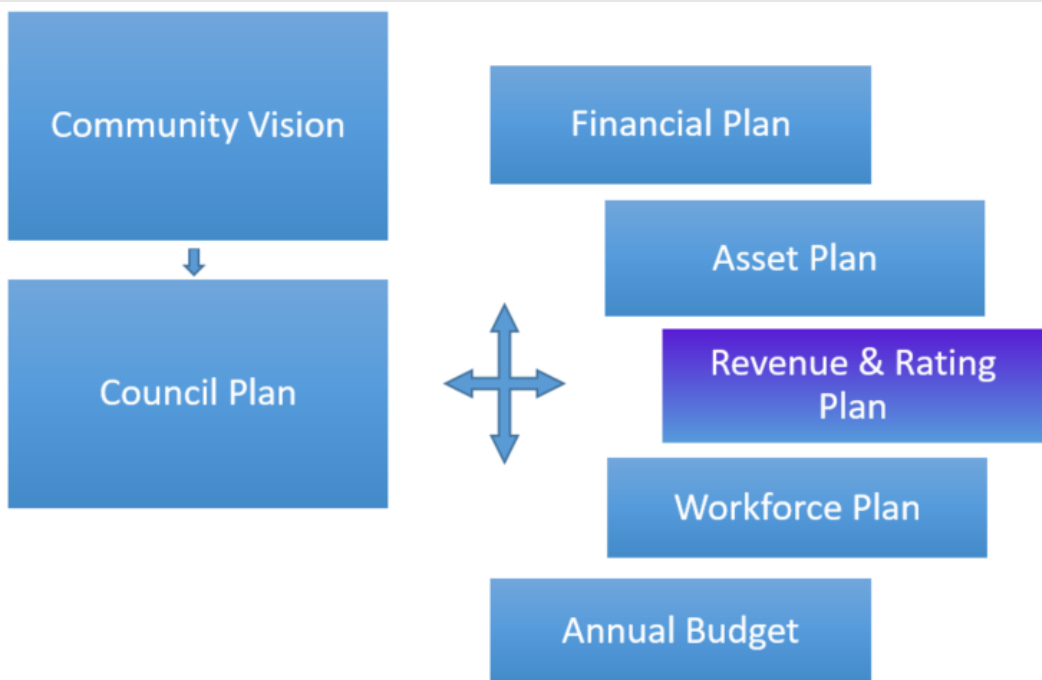 Community Vision
Council Plan
Financial Plan
Asset Plan
Revenue & Rating
Plan
Workforce Plan
Annual Budget